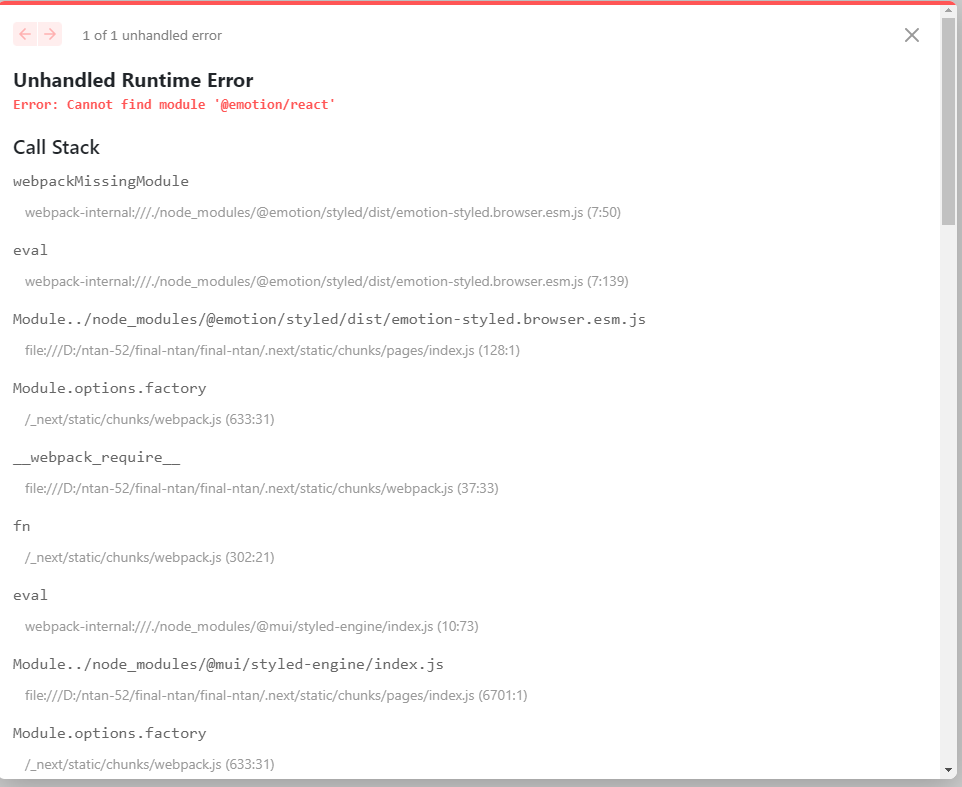 1 of 1 unhandled error
Unhandled Runtime Error
Error: Cannot find module '@emotion/react'
Call Stack
webpackMissingModule
webpack-internal:///./node_modules/@emotion/styled/dist/emotion-styled.browser.esm.js (7:50)
eval
webpack-internal:///./node_modules/@emotion/styled/dist/emotion-styled.browser.esm.js (7:139)
Module../node_modules/@emotion/styled/dist/emotion-styled.browser.esm.js
file:///D:/ntan-52/final-ntan/final-ntan/.next/static/chunks/pages/index.js (128:1)
Module.options.factory
/_next/static/chunks/webpack.js (633:31)
__webpack_require__
file:///D:/ntan-52/final-ntan/final-ntan/.next/static/chunks/webpack.js (37:33)
fn
/_next/static/chunks/webpack.js (302:21)
eval
webpack-internal:///./node_modules/@mui/styled-engine/index.js (10:73)
Module../node_modules/@mui/styled-engine/index.js
file:///D:/ntan-52/final-ntan/final-ntan/.next/static/chunks/pages/index.js (6701:1)
Module.options.factory
/_next/static/chunks/webpack.js (633:31)